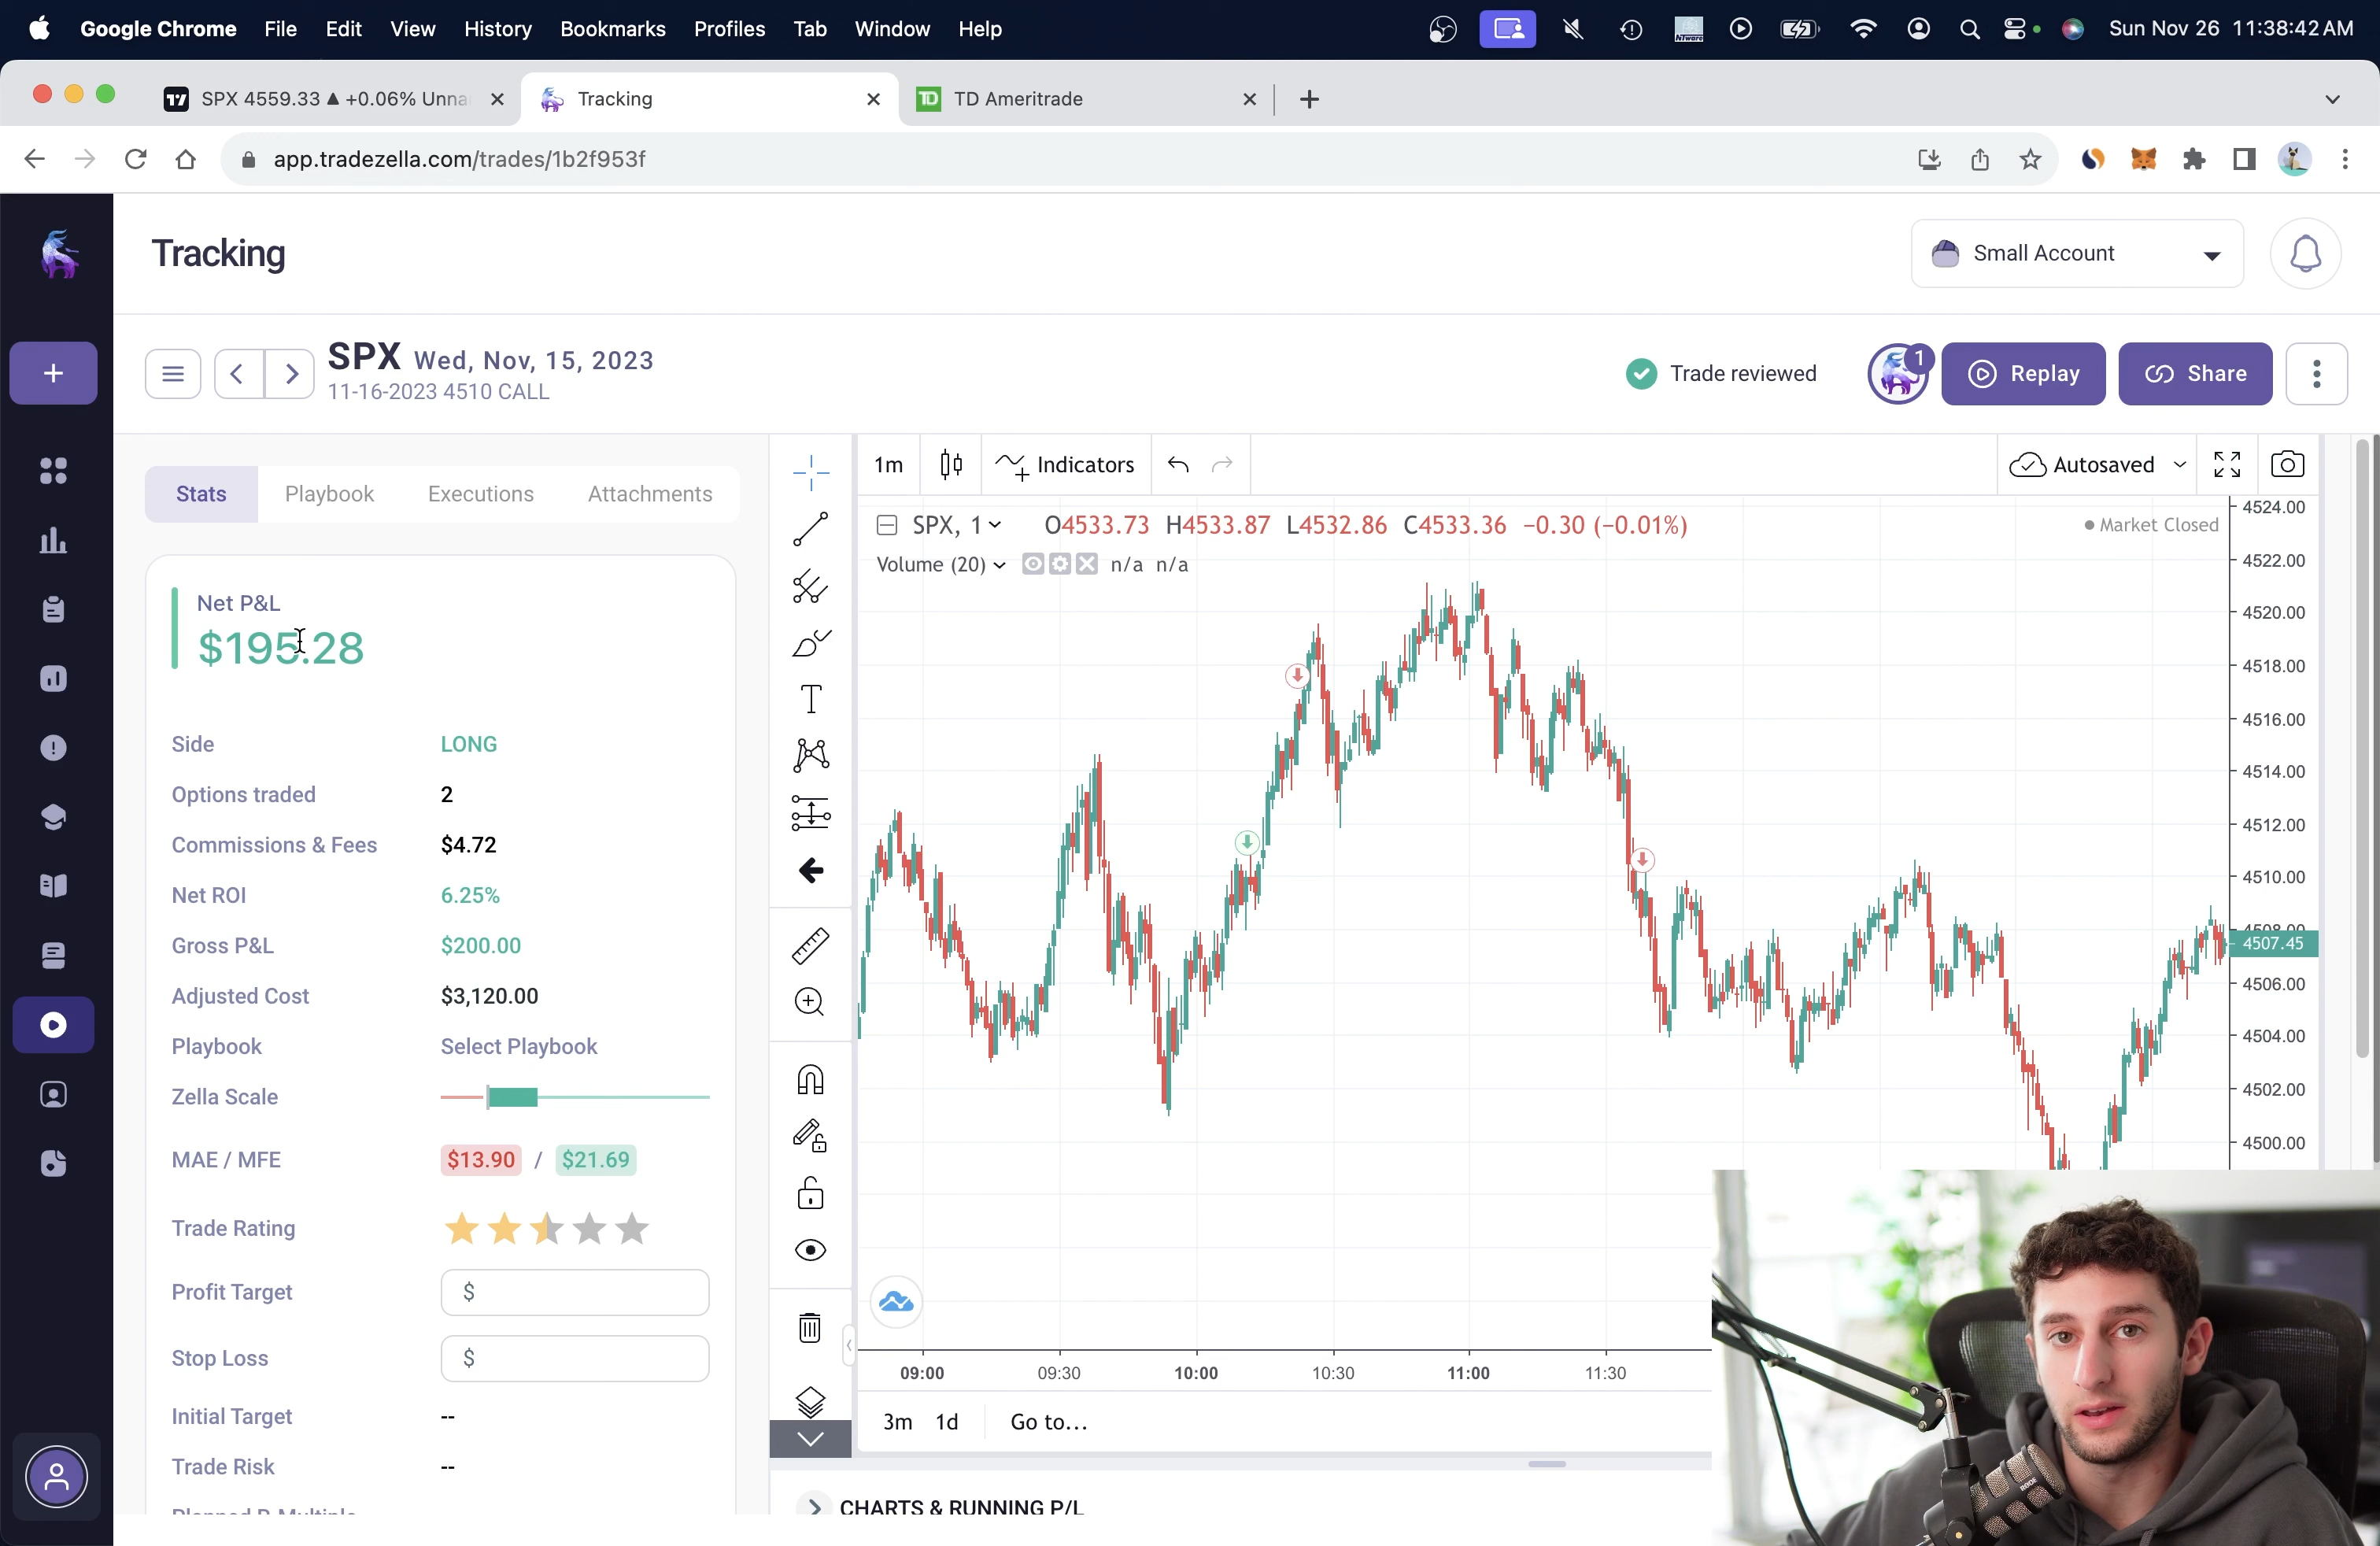 Google Chrome File Edit View History Bookmarks Profiles Tab Window Help
Sun Nov 26 11:38:42 AM
SPX 4559.33 ▲ +0.06% Unna
Tracking
TD TD Ameritrade
app.tradezella.com/trades/1b2f953f
Tracking
Small Account
SPX Wed, Nov, 15, 2023
11-16-2023 4510 CALL
Trade reviewed
1
Replay
Share
Stats
Playbook
Executions
Attachments
1m
Indicators
Autosaved
Net P&L
$195.28
Side LONG
Options traded 2
Commissions & Fees $4.72
Net ROI 6.25%
Gross P&L $200.00
Adjusted Cost $3,120.00
Playbook Select Playbook
Zella Scale
MAE / MFE $13.90 / $21.69
Trade Rating
Profit Target $
Stop Loss $
Initial Target --
Trade Risk --
SPX, 1 O4533.73 H4533.87 L4532.86 C4533.36 −0.30 (−0.01%)
Market Closed
Volume (20) n/a n/a
4524.00
4522.00
4520.00
4518.00
4516.00
4514.00
4512.00
4510.00
4507.45
4506.00
4504.00
4502.00
4500.00
09:00
09:30
10:00
10:30
11:00
11:30
3m 1d Go to...
CHARTS & RUNNING P/L